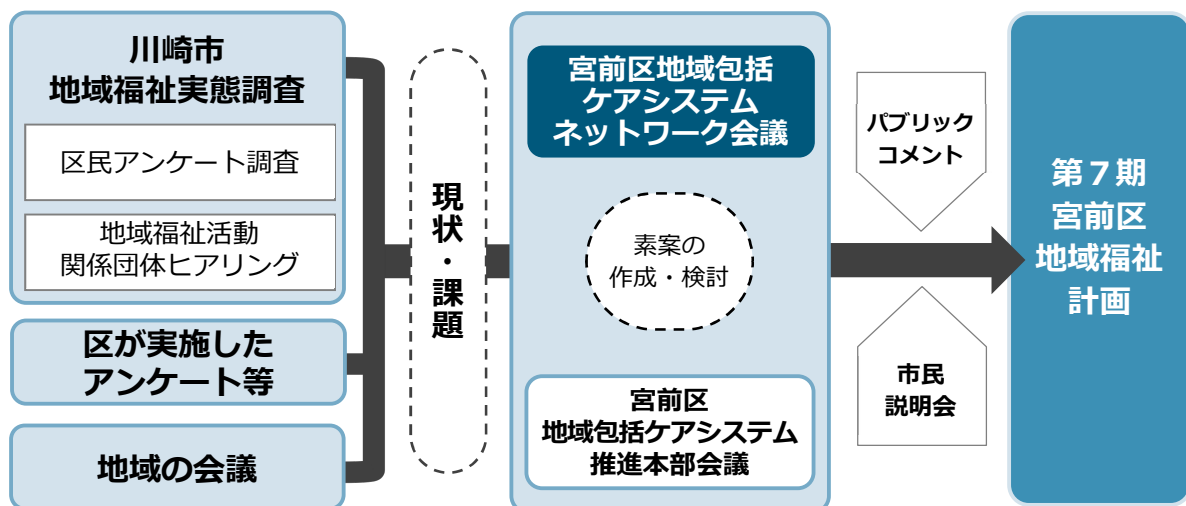 川崎市
地域福祉実態調査
区民アンケート調査
地域福祉活動
関係団体ヒアリング
区が実施した
アンケート等
地域の会議
現状・課題
宮前区地域包括
ケアシステム
ネットワーク会議
素案の
作成・検討
宮前区
地域包括ケアシステム
推進本部会議
パブリック
コメント
市民
説明会
第７期
宮前区
地域福祉
計画